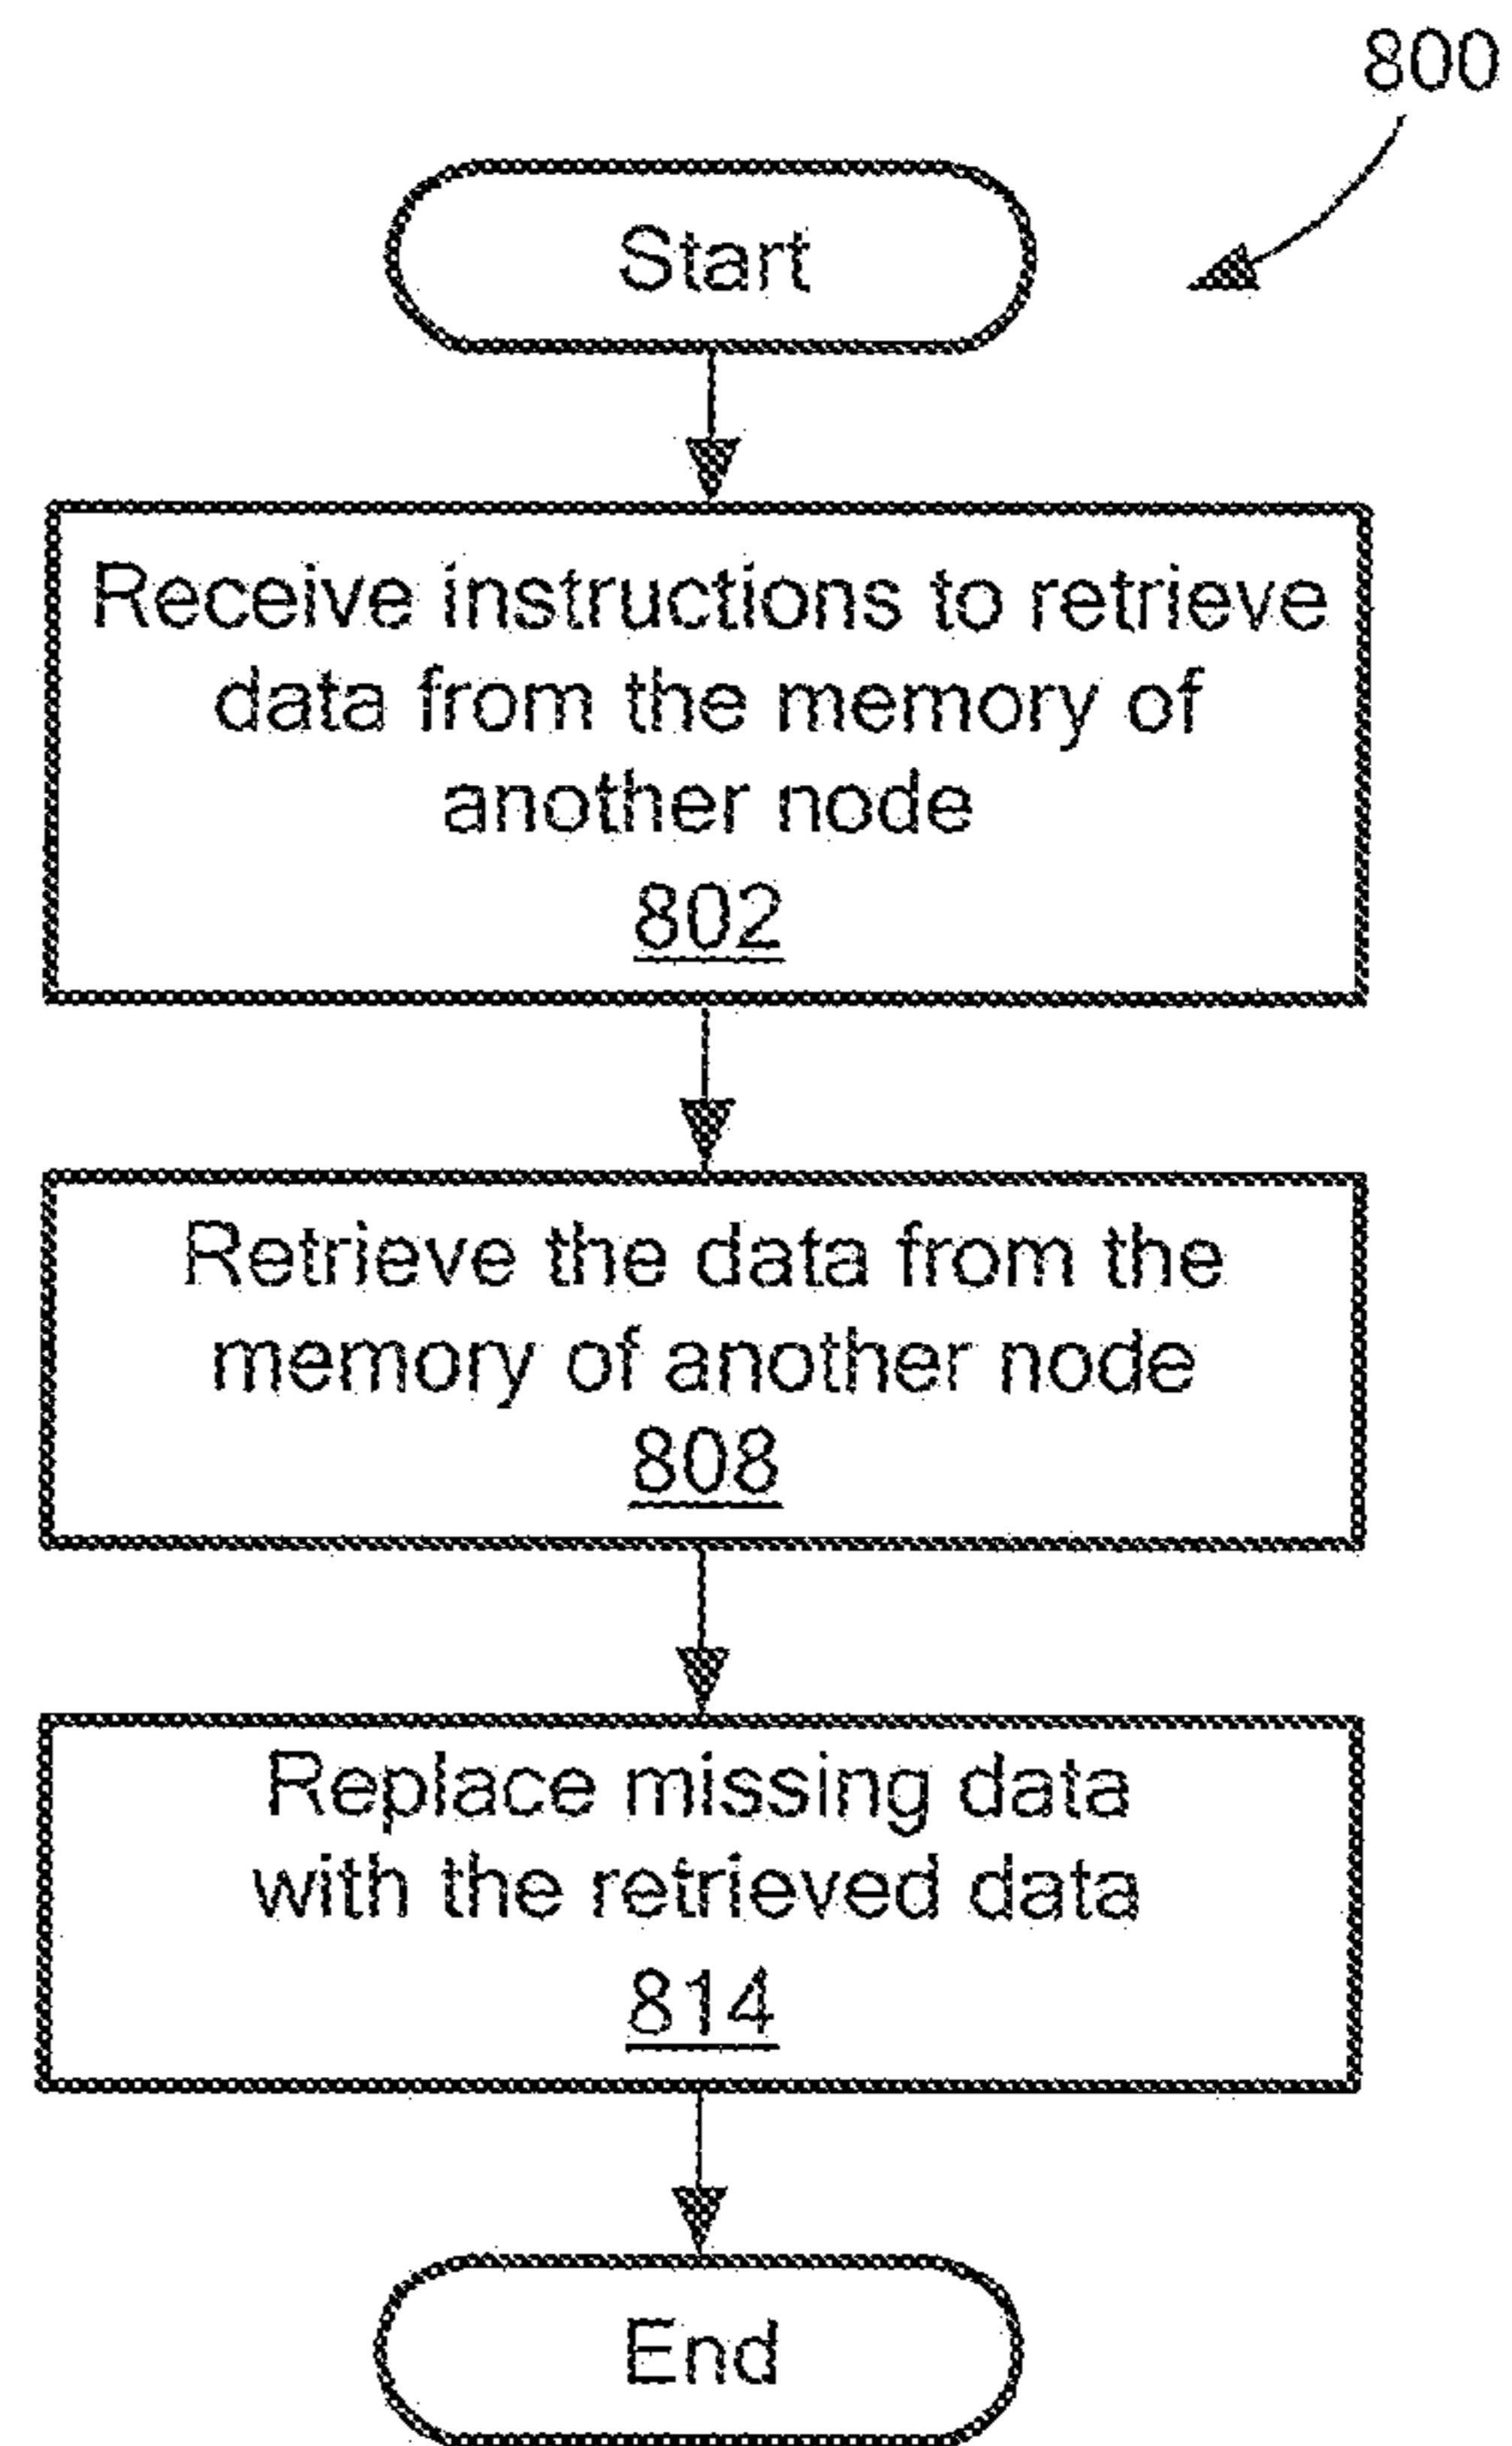 800
Start
Receive instructions to retrieve
data from the memory of
another node
802
Retrieve the data from the
memory of another node
808
Replace missing data
with the retrieved data
814
End